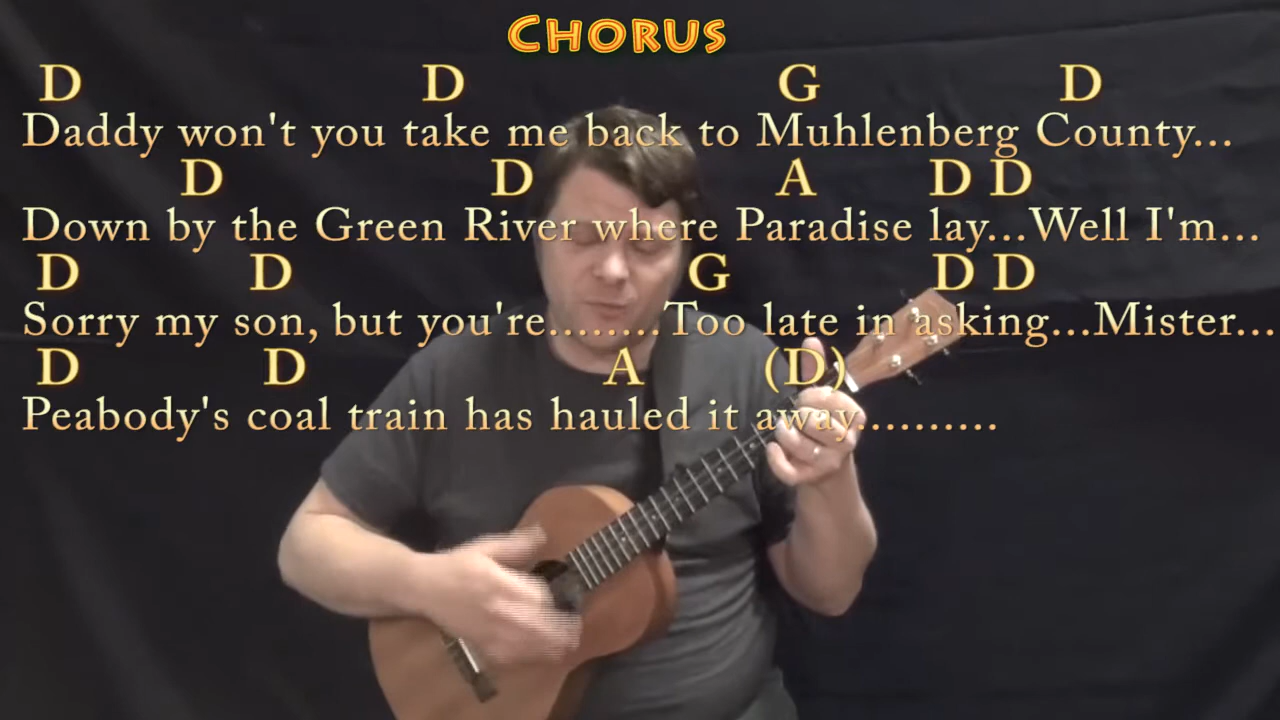 CHORUS
D D G D
Daddy won't you take me back to Muhlenberg County...
D D A D D
Down by the Green River where Paradise lay...Well I'm...
D D G D D
Sorry my son, but you're........Too late in asking...Mister...
D D A (D)
Peabody's coal train has hauled it away..........